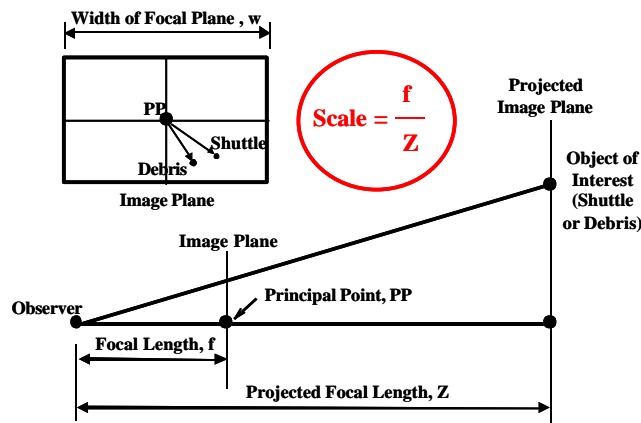 Width of Focal Plane , w
PP
Shuttle
Debris
Image Plane
Scale = f
Z
Projected
Image Plane
Object of
Interest
(Shuttle
or Debris)
Image Plane
Principal Point, PP
Observer
Focal Length, f
Projected Focal Length, Z